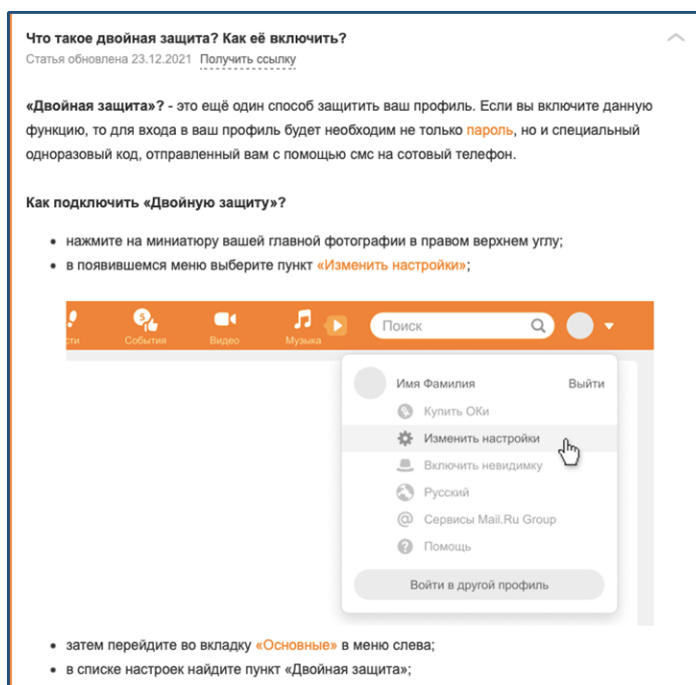 Что такое двойная защита? Как её включить?
Статья обновлена 23.12.2021 Получить ссылку
«Двойная защита»? - это ещё один способ защитить ваш профиль. Если вы включите данную
функцию, то для входа в ваш профиль будет необходим не только пароль, но и специальный
одноразовый код, отправленный вам с помощью смс на сотовый телефон.
Как подключить «Двойную защиту»?
• нажмите на миниатюру вашей главной фотографии в правом верхнем углу;
• в появившемся меню выберите пункт «Изменить настройки»;
5
сти События Видео Музыка Поиск
Имя Фамилия Выйти
Купить ОКи
Изменить настройки
Включить невидимку
Русский
Сервисы Mail.Ru Group
Помощь
Войти в другой профиль
• затем перейдите во вкладку «Основные» в меню слева;
• в списке настроек найдите пункт «Двойная защита»;